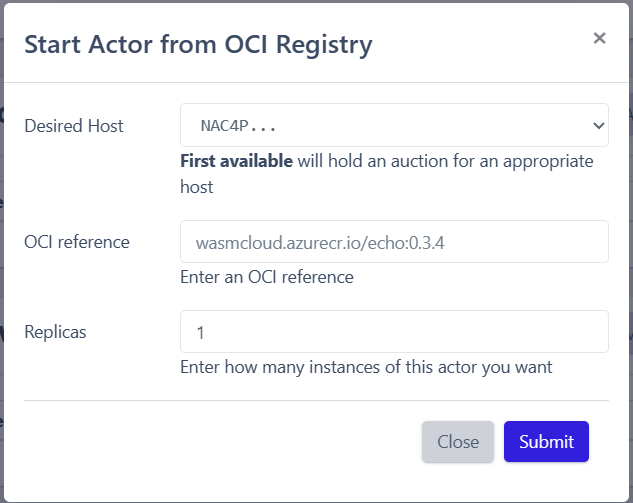 Start Actor from OCI Registry
×
Desired Host
NAC4P...
First available will hold an auction for an appropriate
host
OCI reference
wasmcloud.azurecr.io/echo:0.3.4
Enter an OCI reference
Replicas
1
Enter how many instances of this actor you want
Close Submit